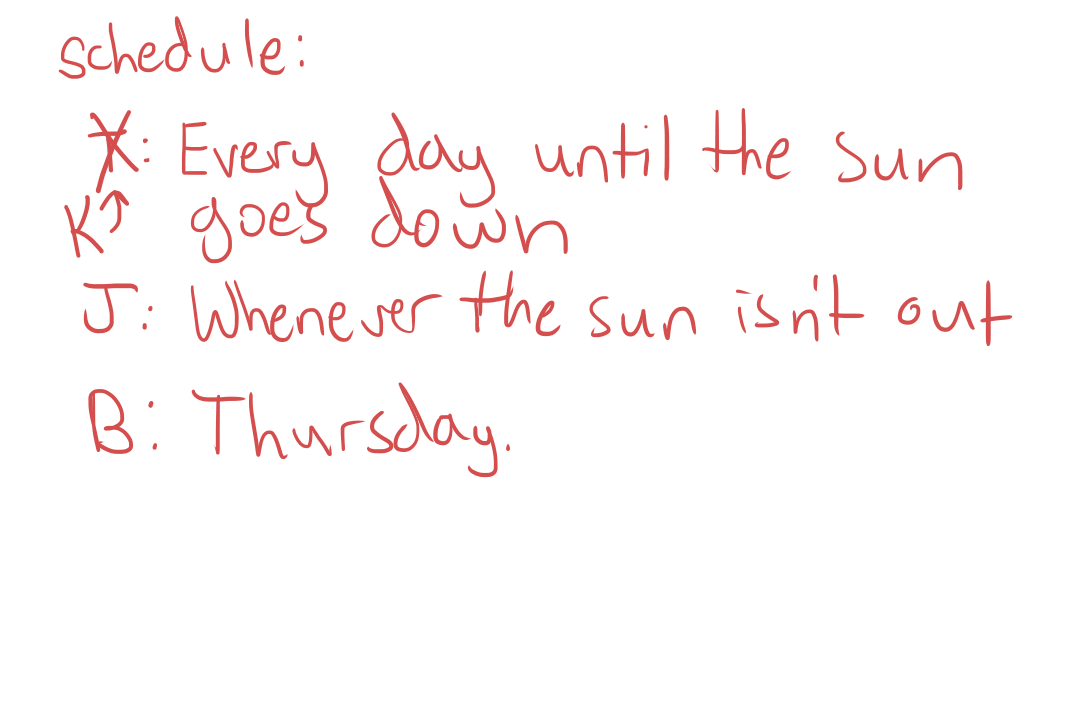 schedule:
: Every day until the sun
K↑ goes down
J: Whenever the sun isn't out
B: Thursday.